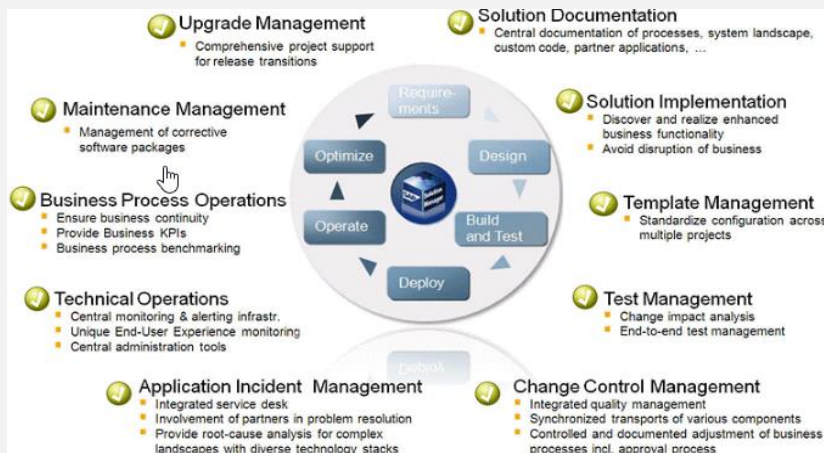 Upgrade Management
Comprehensive project support
for release transitions
Solution Documentation
Central documentation of processes, system landscape,
custom code, partner applications, ...
Maintenance Management
Management of corrective
software packages
Solution Implementation
Discover and realize enhanced
business functionality
Avoid disruption of business
Business Process Operations
Ensure business continuity
Provide Business KPIs
Business process benchmarking
Template Management
Standardize configuration across
multiple projects
Technical Operations
Central monitoring & alerting infrastr.
Unique End-User Experience monitoring
Central administration tools
Test Management
Change impact analysis
End-to-end test management
Application Incident Management
Integrated service desk
Involvement of partners in problem resolution
Provide root-cause analysis for complex
landscapes with diverse technology stacks
Change Control Management
Integrated quality management
Synchronized transports of various components
Controlled and documented adjustment of business
processes incl. approval process
Require-
ments
Design
Build
and Test
Deploy
Operate
Optimize
SAP
Solution
Manager